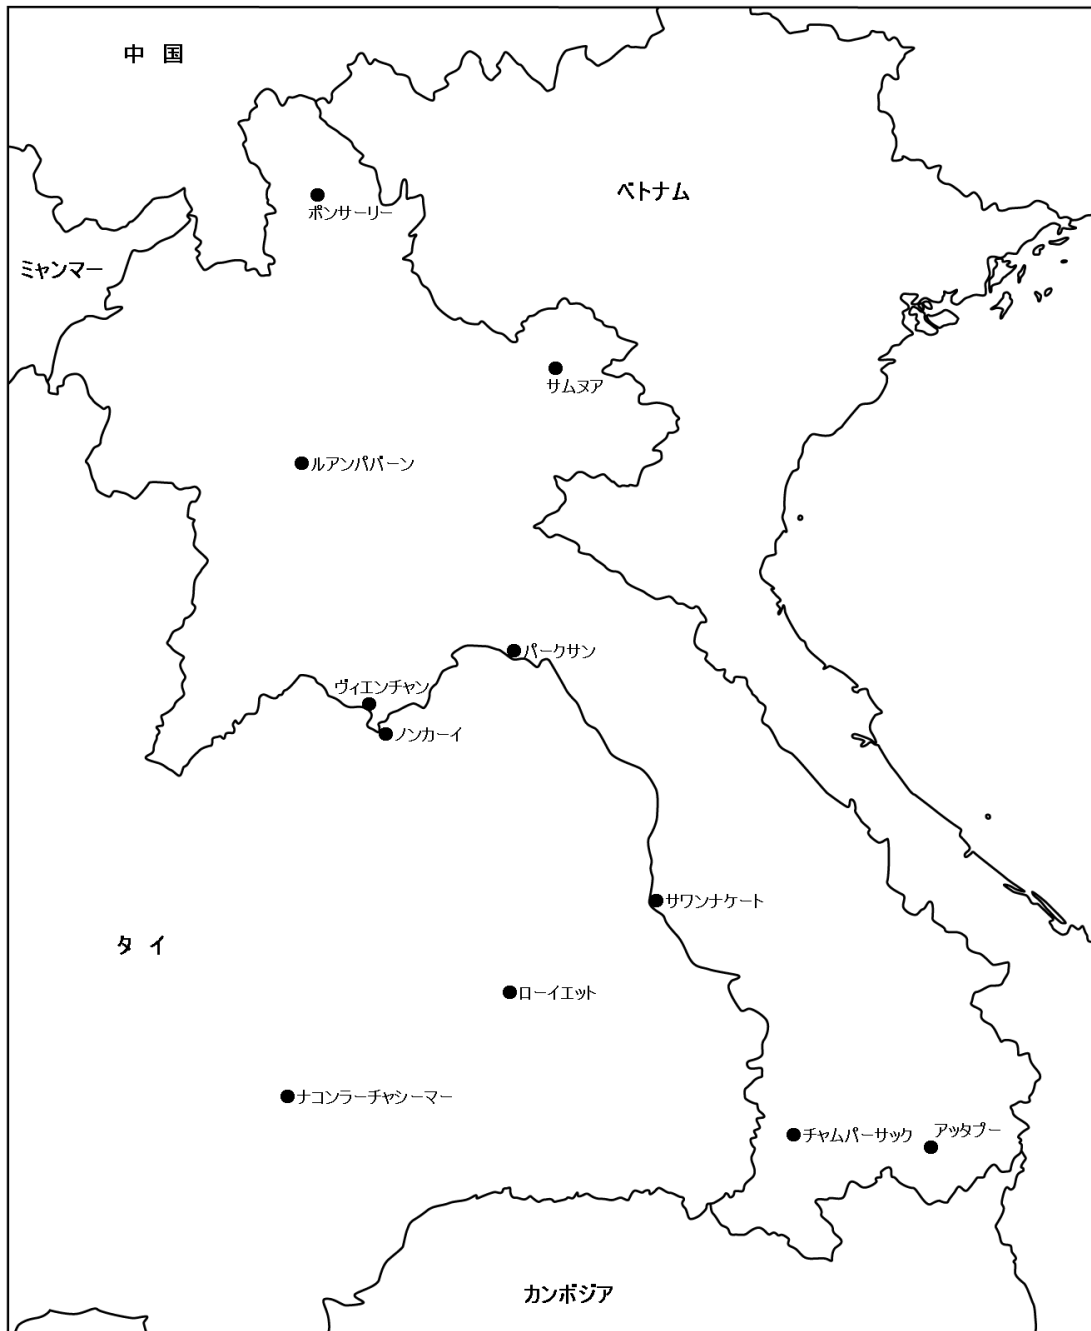 中 国
ベトナム
ポンサーリー
ミャンマー
サムヌア
ルアンパバーン
パークサン
ヴィエンチャン
ノンカーイ
サワンナケート
タ イ
ローイエット
ナコンラーチャシーマー
アッタプー
チャムパーサック
カンボジア